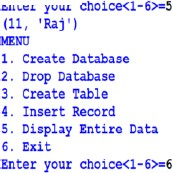 Enter your choice<1-6>=5
(11, 'Raj')
MENU
1. Create Database
2. Drop Database
3. Create Table
4. Insert Record
5. Display Entire Data
6. Exit
Enter your choice<1-6>=6